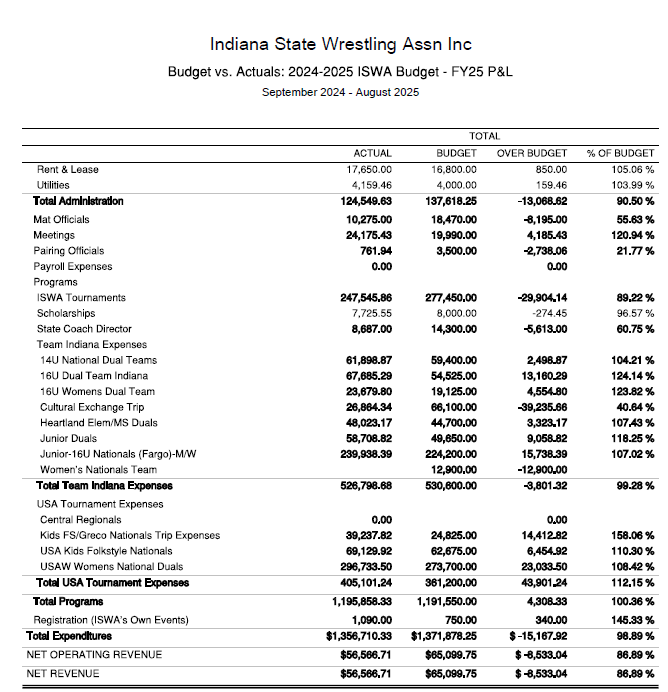 Indiana State Wrestling Assn Inc
Budget vs. Actuals: 2024-2025 ISWA Budget - FY25 P&L
September 2024 - August 2025
TOTAL
ACTUAL BUDGET OVER BUDGET % OF BUDGET
Rent & Lease 17,650.00 16,800.00 850.00 105.06 %
Utilities 4,159.46 4,000.00 159.46 103.99 %
Total Administration 124,549.63 137,618.25 -13,068.62 90.50 %
Mat Officials 10,275.00 18,470.00 -8,195.00 55.63 %
Meetings 24,175.43 19,990.00 4,185.43 120.94 %
Pairing Officials 761.94 3,500.00 -2,738.06 21.77 %
Payroll Expenses 0.00 0.00
Programs
ISWA Tournaments 247,545.86 277,450.00 -29,904.14 89.22 %
Scholarships 7,725.55 8,000.00 -274.45 96.57 %
State Coach Director 8,687.00 14,300.00 -5,613.00 60.75 %
Team Indiana Expenses
14U National Dual Teams 61,898.87 59,400.00 2,498.87 104.21 %
16U Dual Team Indiana 67,685.29 54,525.00 13,160.29 124.14 %
16U Womens Dual Team 23,679.80 19,125.00 4,554.80 123.82 %
Cultural Exchange Trip 26,864.34 66,100.00 -39,235.66 40.64 %
Heartland Elem/MS Duals 48,023.17 44,700.00 3,323.17 107.43 %
Junior Duals 58,708.82 49,650.00 9,058.82 118.25 %
Junior-16U Nationals (Fargo)-M/W 239,938.39 224,200.00 15,738.39 107.02 %
Women's Nationals Team 12,900.00 -12,900.00
Total Team Indiana Expenses 526,798.68 530,600.00 -3,801.32 99.28 %
USA Tournament Expenses
Central Regionals 0.00 0.00
Kids FS/Greco Nationals Trip Expenses 39,237.82 24,825.00 14,412.82 158.06 %
USA Kids Folkstyle Nationals 69,129.92 62,675.00 6,454.92 110.30 %
USAW Womens National Duals 296,733.50 273,700.00 23,033.50 108.42 %
Total USA Tournament Expenses 405,101.24 361,200.00 43,901.24 112.15 %
Total Programs 1,195,858.33 1,191,550.00 4,308.33 100.36 %
Registration (ISWA's Own Events) 1,090.00 750.00 340.00 145.33 %
Total Expenditures $1,356,710.33 $1,371,878.25 $ -15,167.92 98.89 %
NET OPERATING REVENUE $56,566.71 $65,099.75 $ -8,533.04 86.89 %
NET REVENUE $56,566.71 $65,099.75 $ -8,533.04 86.89 %